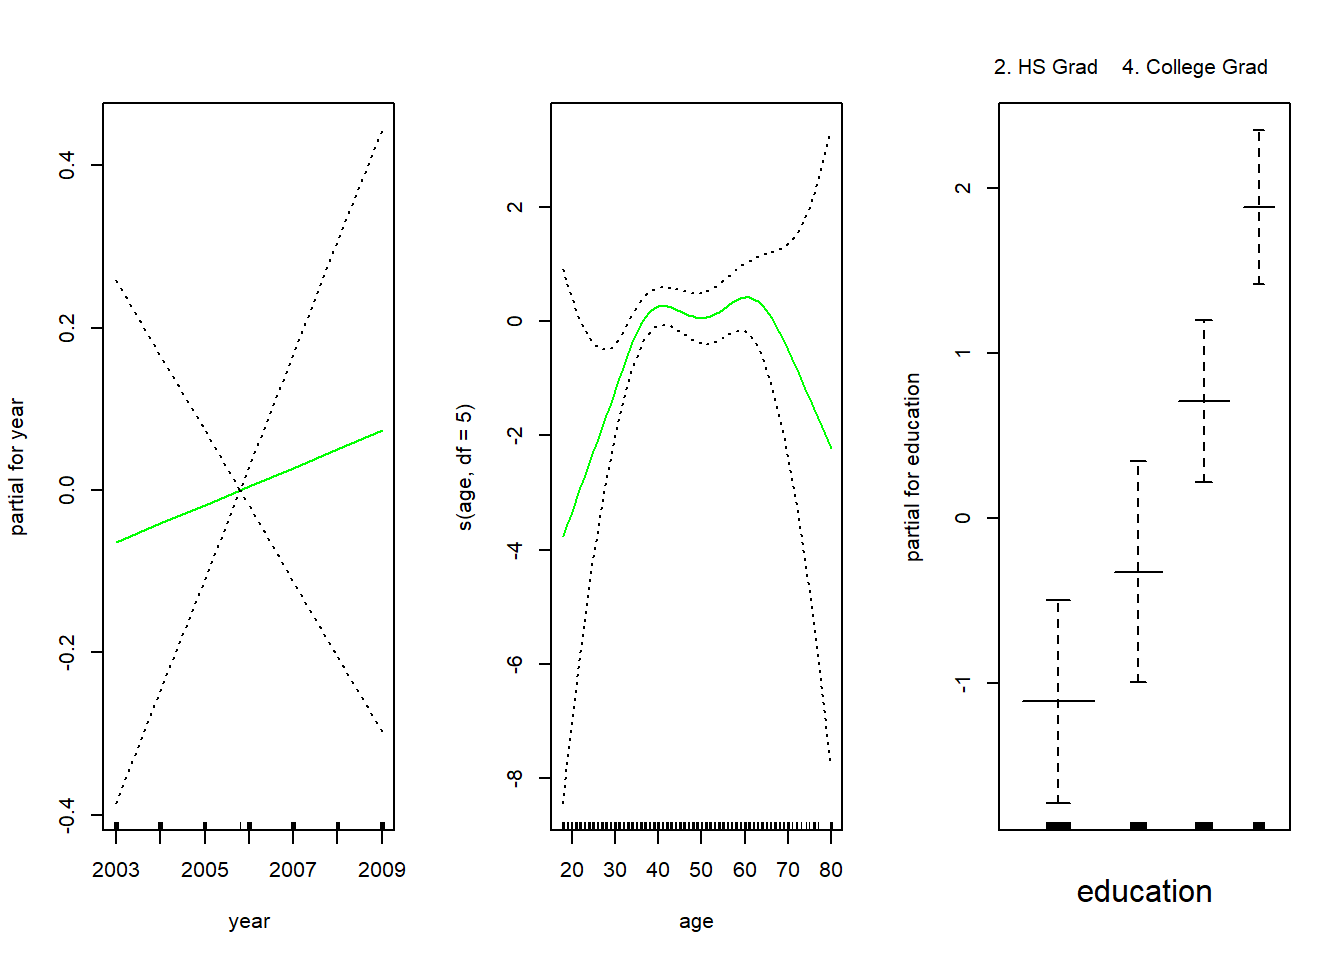 2. HS Grad 4. College Grad
partial for year
0.4
0.2
0.0
-0.2
-0.4
2003 2005 2007 2009
year
s(age, df = 5)
2
0
-2
-4
-6
-8
20 30 40 50 60 70 80
age
partial for education
2
1
0
-1
education